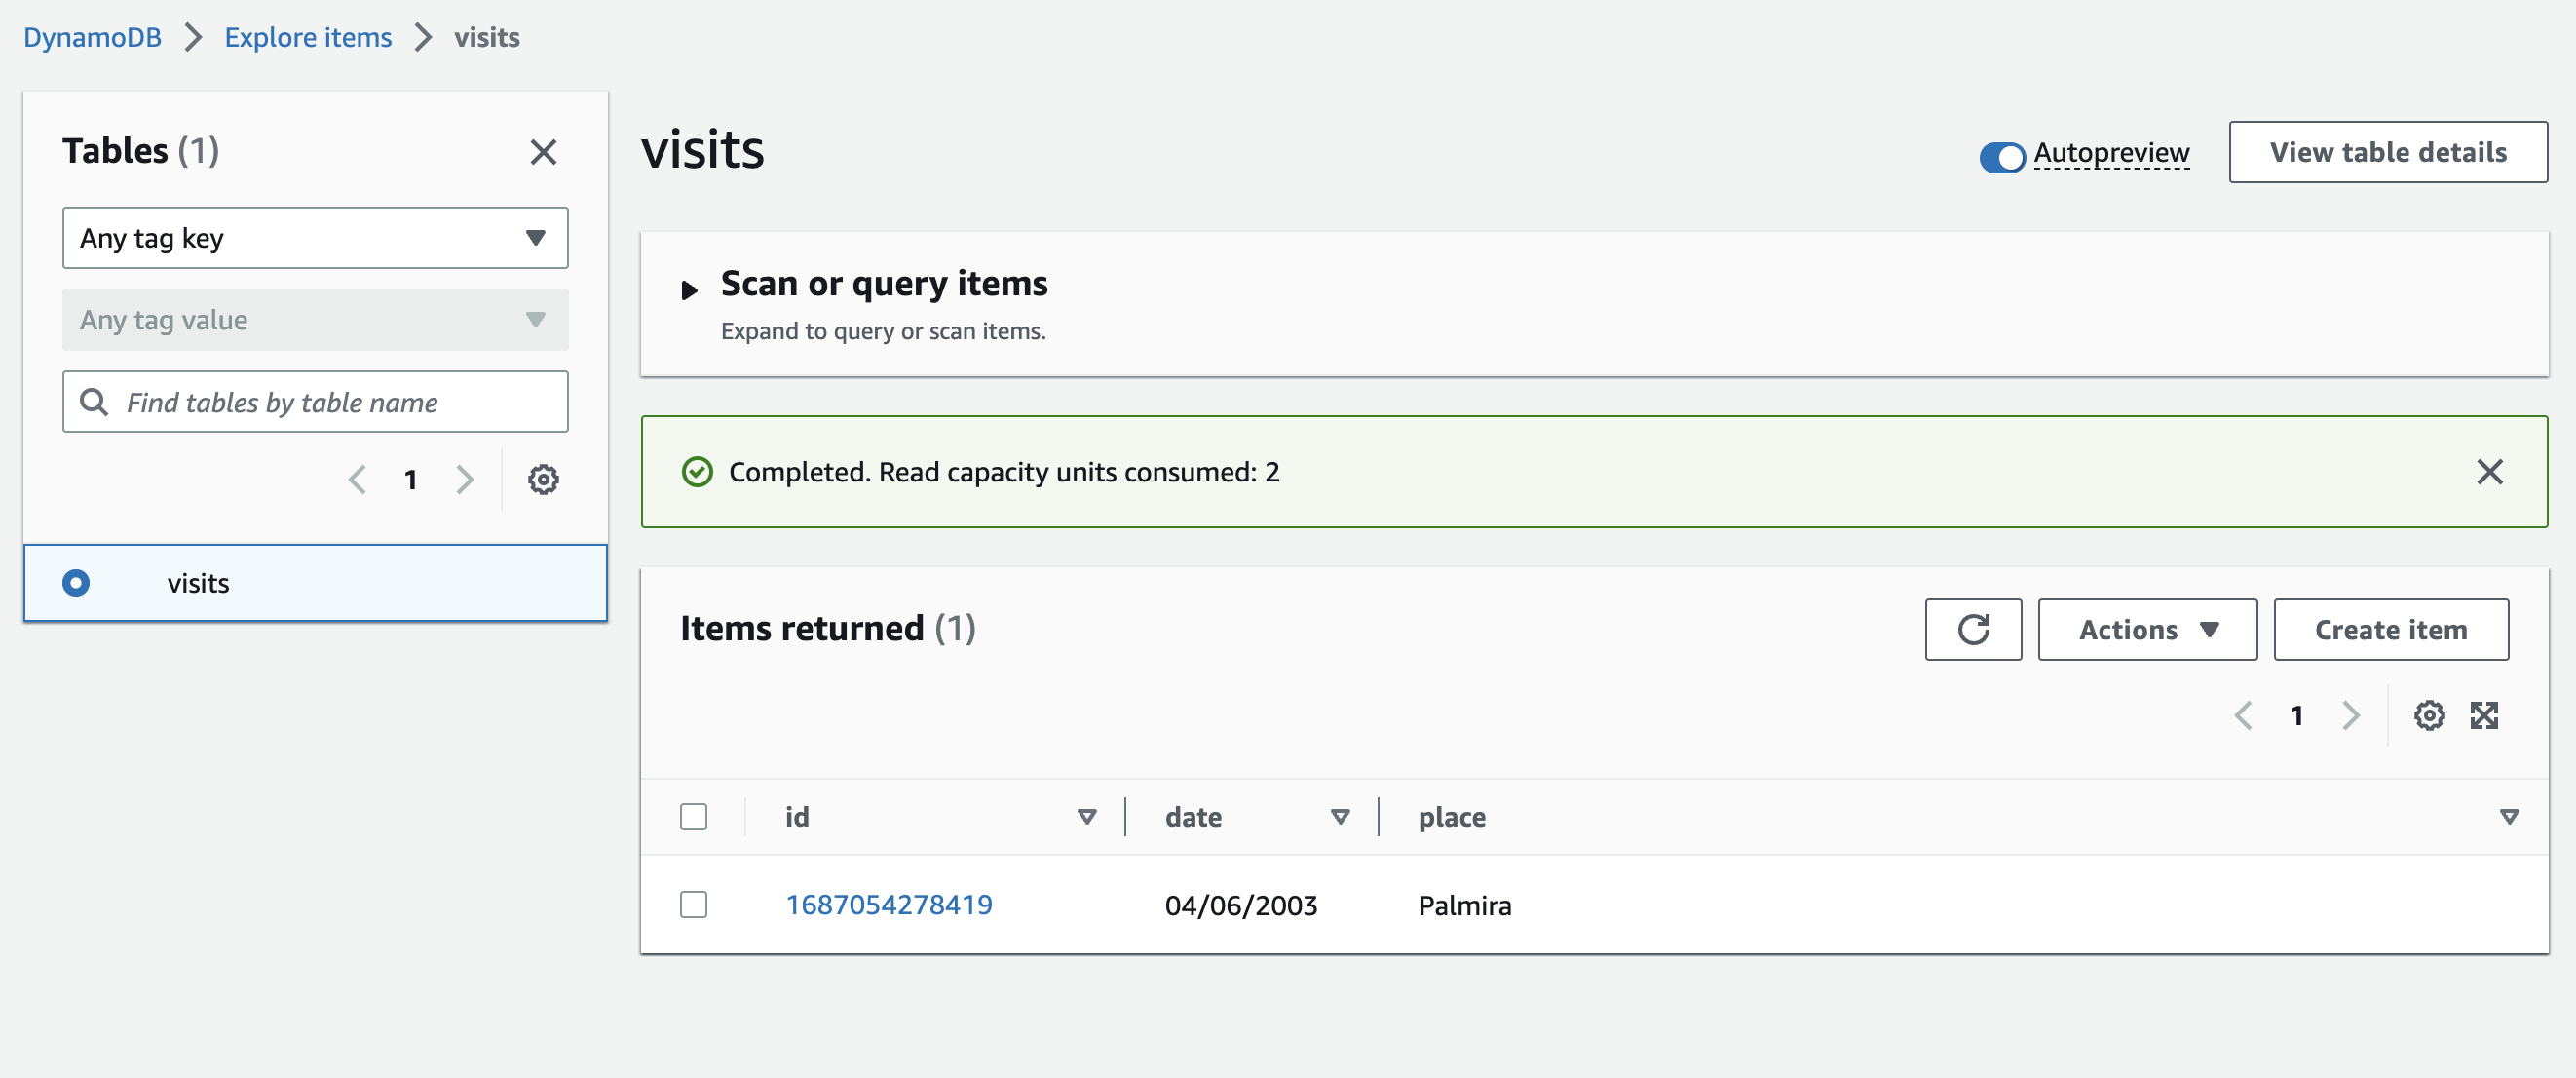 DynamoDB > Explore items > visits
Tables (1)
Any tag key
Any tag value
Find tables by table name
1
visits
visits
Autopreview
View table details
Scan or query items
Expand to query or scan items.
Completed. Read capacity units consumed: 2
Items returned (1)
Actions
Create item
1
id date place
1687054278419 04/06/2003 Palmira